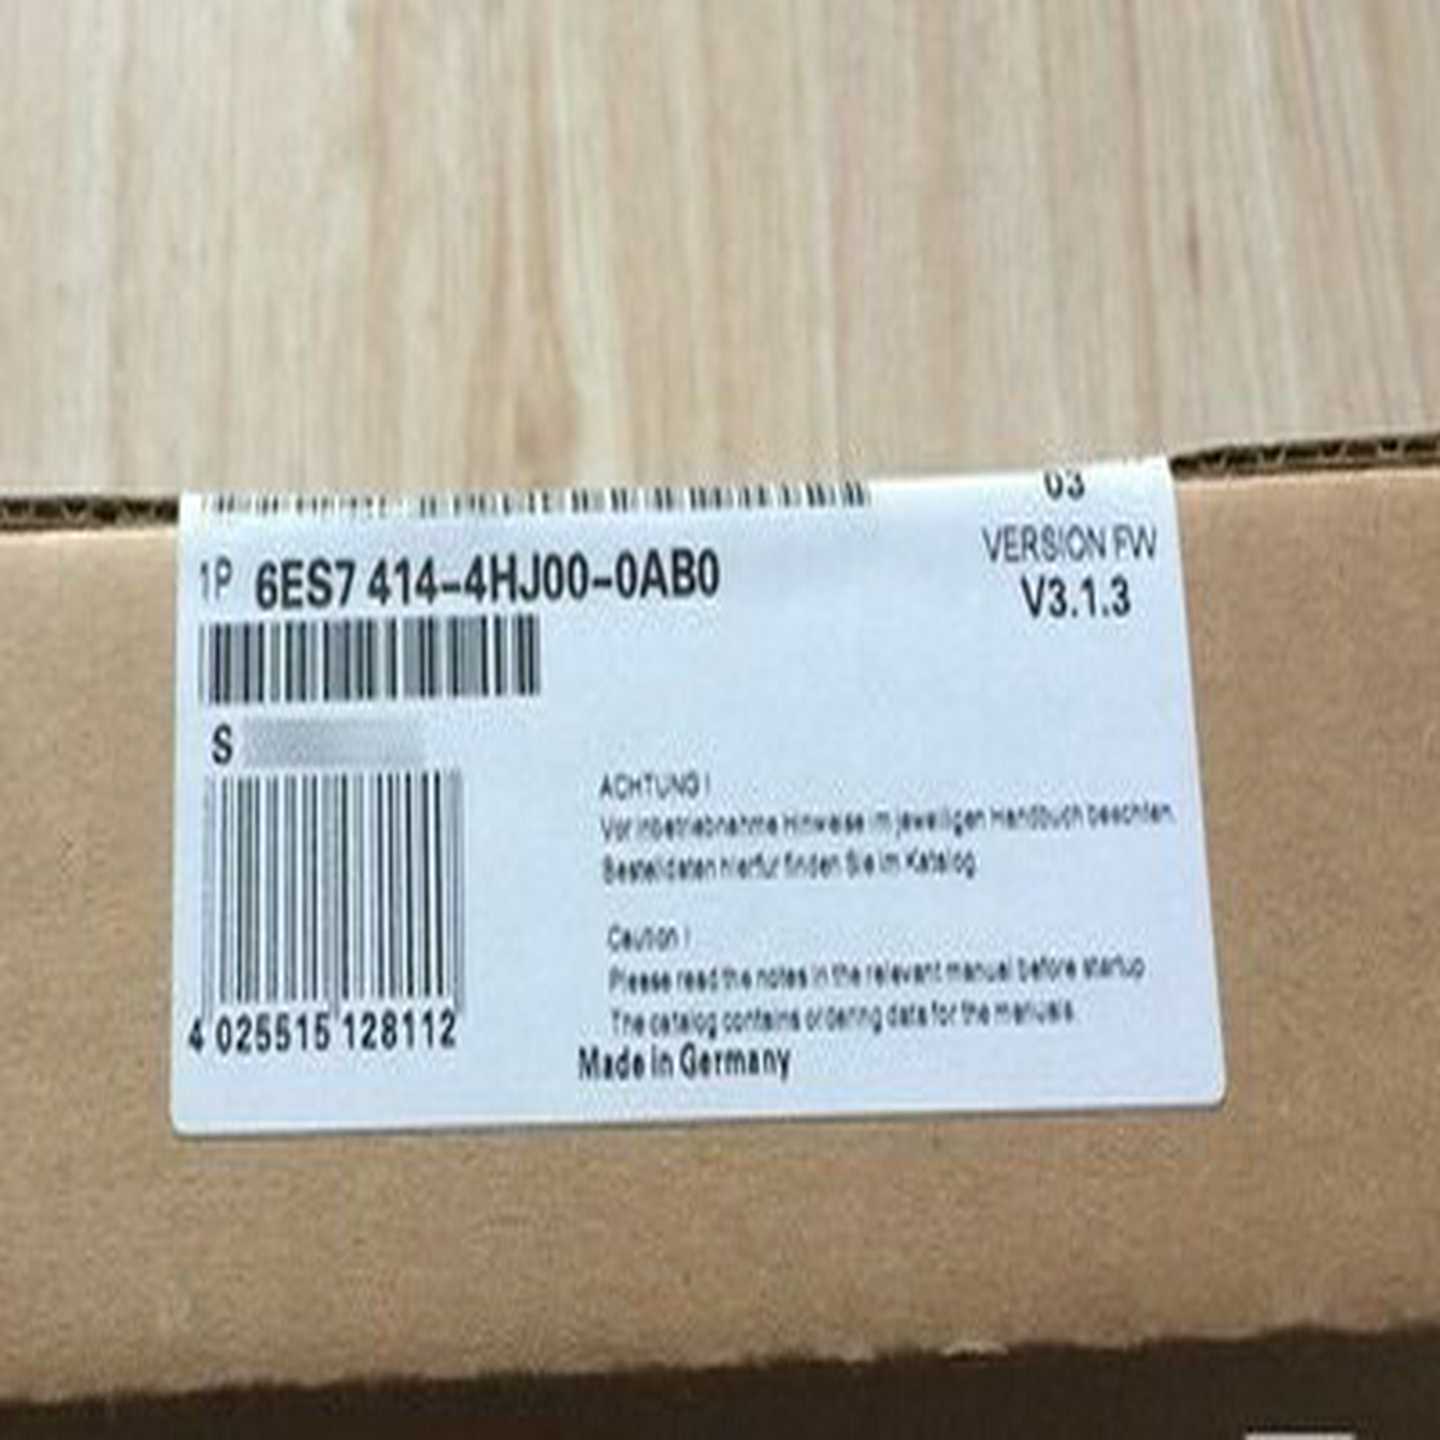 03
VERSION FW
V3.1.3
1P 6ES7 414-4HJ00-0AB0
S
4 025515 128112
ACHTUNG !
Vor Inbetriebnahme Hinweise im jeweiligen Handbuch beachten.
Bestelldaten hierfür finden Sie im Katalog.
Caution !
Please read the notes in the relevant manual before startup
The catalog contains ordering data for the manuals.
Made in Germany